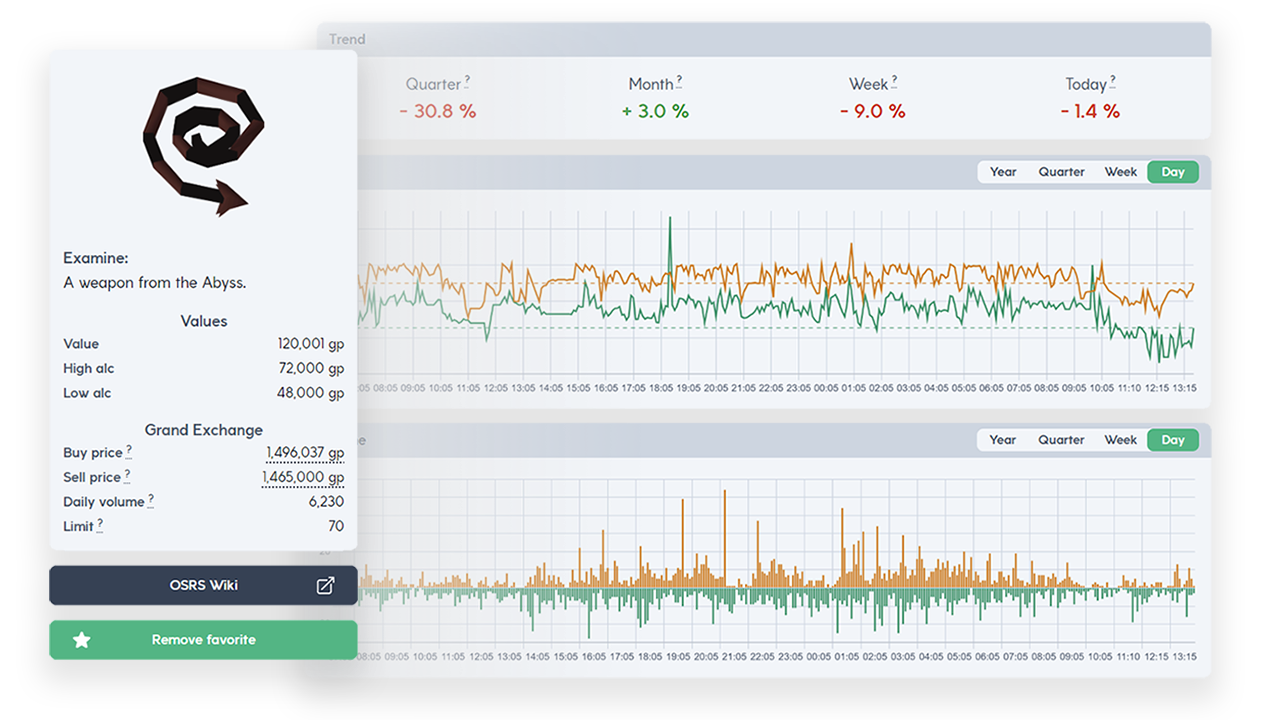 Trend
Quarter ?
Month ?
Week ?
Today ?
- 30.8 %
+ 3.0 %
- 9.0 %
- 1.4 %
Year Quarter Week Day
08:05 09:05 10:05 11:05 12:05 13:05 14:05 15:05 16:05 17:05 18:05 19:05 20:05 21:05 22:05 23:05 00:05 01:05 02:05 03:05 04:05 05:05 06:05 07:05 08:05 09:05 10:05 11:10 12:15 13:15
Examine:
A weapon from the Abyss.
Values
Value 120,001 gp
High alc 72,000 gp
Low alc 48,000 gp
Grand Exchange
Buy price ? 1,496,037 gp
Sell price ? 1,465,000 gp
Daily volume ? 6,230
Limit ? 70
OSRS Wiki
Remove favorite
Year Quarter Week Day
08:05 09:05 10:05 11:05 12:05 13:05 14:05 15:05 16:05 17:05 18:05 19:05 20:05 21:05 22:05 23:05 00:05 01:05 02:05 03:05 04:05 05:05 06:05 07:05 08:05 09:05 10:05 11:10 12:15 13:15